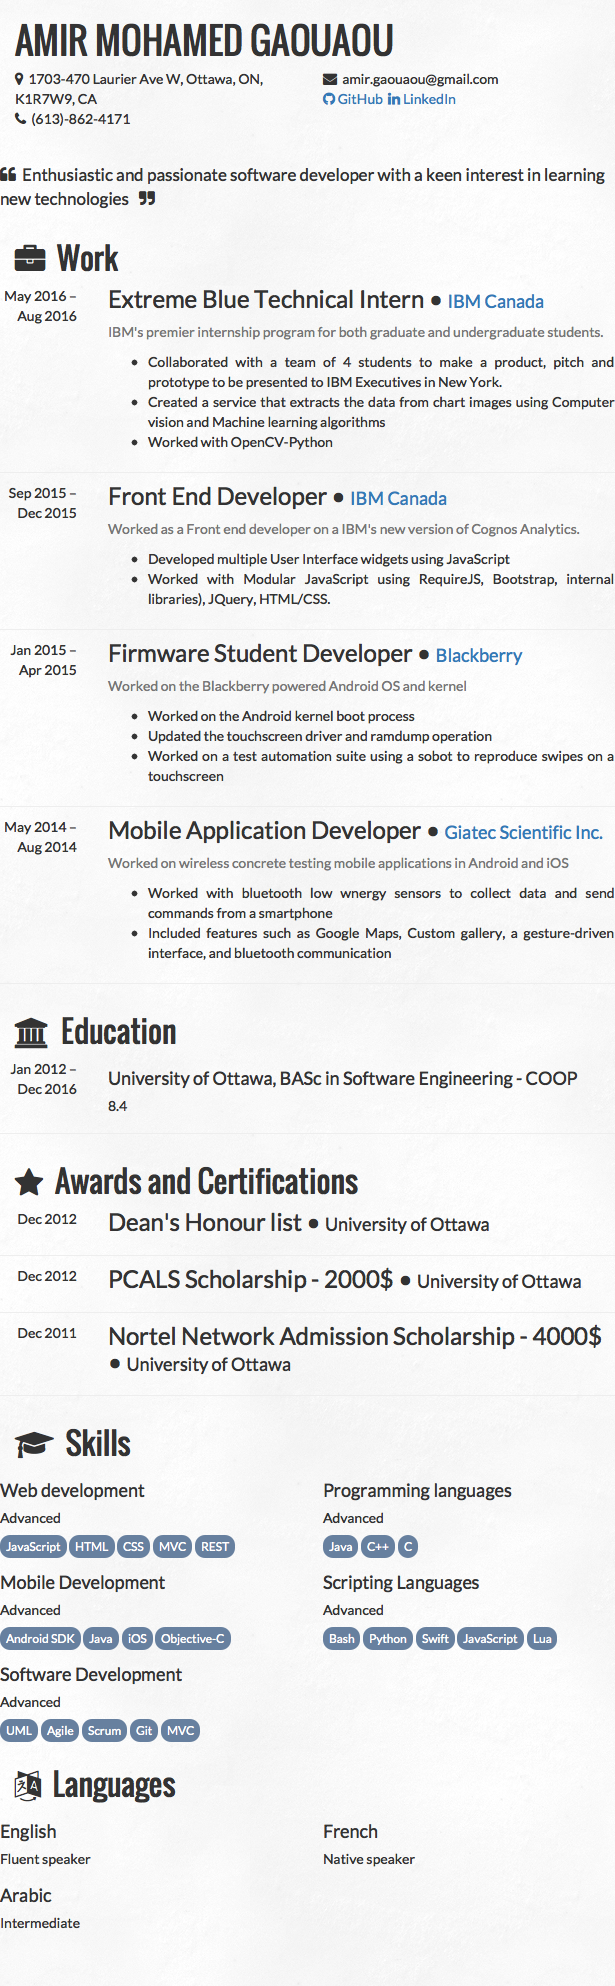 AMIR MOHAMED GAOUAOU
1703-470 Laurier Ave W, Ottawa, ON,
K1R7W9, CA
(613)-862-4171
amir.gaouaou@gmail.com
GitHub LinkedIn
“ Enthusiastic and passionate software developer with a keen interest in learning
new technologies ”
Work
May 2016 –
Aug 2016
Extreme Blue Technical Intern ● IBM Canada
IBM's premier internship program for both graduate and undergraduate students.
• Collaborated with a team of 4 students to make a product, pitch and
prototype to be presented to IBM Executives in New York.
• Created a service that extracts the data from chart images using Computer
vision and Machine learning algorithms
• Worked with OpenCV-Python
Sep 2015 –
Dec 2015
Front End Developer ● IBM Canada
Worked as a Front end developer on a IBM's new version of Cognos Analytics.
• Developed multiple User Interface widgets using JavaScript
• Worked with Modular JavaScript using RequireJS, Bootstrap, internal
libraries), JQuery, HTML/CSS.
Jan 2015 –
Apr 2015
Firmware Student Developer ● Blackberry
Worked on the Blackberry powered Android OS and kernel
• Worked on the Android kernel boot process
• Updated the touchscreen driver and ramdump operation
• Worked on a test automation suite using a sobot to reproduce swipes on a
touchscreen
May 2014 –
Aug 2014
Mobile Application Developer ● Giatec Scientific Inc.
Worked on wireless concrete testing mobile applications in Android and iOS
• Worked with bluetooth low wnergy sensors to collect data and send
commands from a smartphone
• Included features such as Google Maps, Custom gallery, a gesture-driven
interface, and bluetooth communication
Education
Jan 2012 –
Dec 2016
University of Ottawa, BASc in Software Engineering - COOP
8.4
Awards and Certifications
Dec 2012
Dean's Honour list ● University of Ottawa
Dec 2012
PCALS Scholarship - 2000$ ● University of Ottawa
Dec 2011
Nortel Network Admission Scholarship - 4000$
● University of Ottawa
Skills
Web development
Advanced
JavaScript HTML CSS MVC REST
Programming languages
Advanced
Java C++ C
Mobile Development
Advanced
Android SDK Java iOS Objective-C
Scripting Languages
Advanced
Bash Python Swift JavaScript Lua
Software Development
Advanced
UML Agile Scrum Git MVC
Languages
English
Fluent speaker
French
Native speaker
Arabic
Intermediate